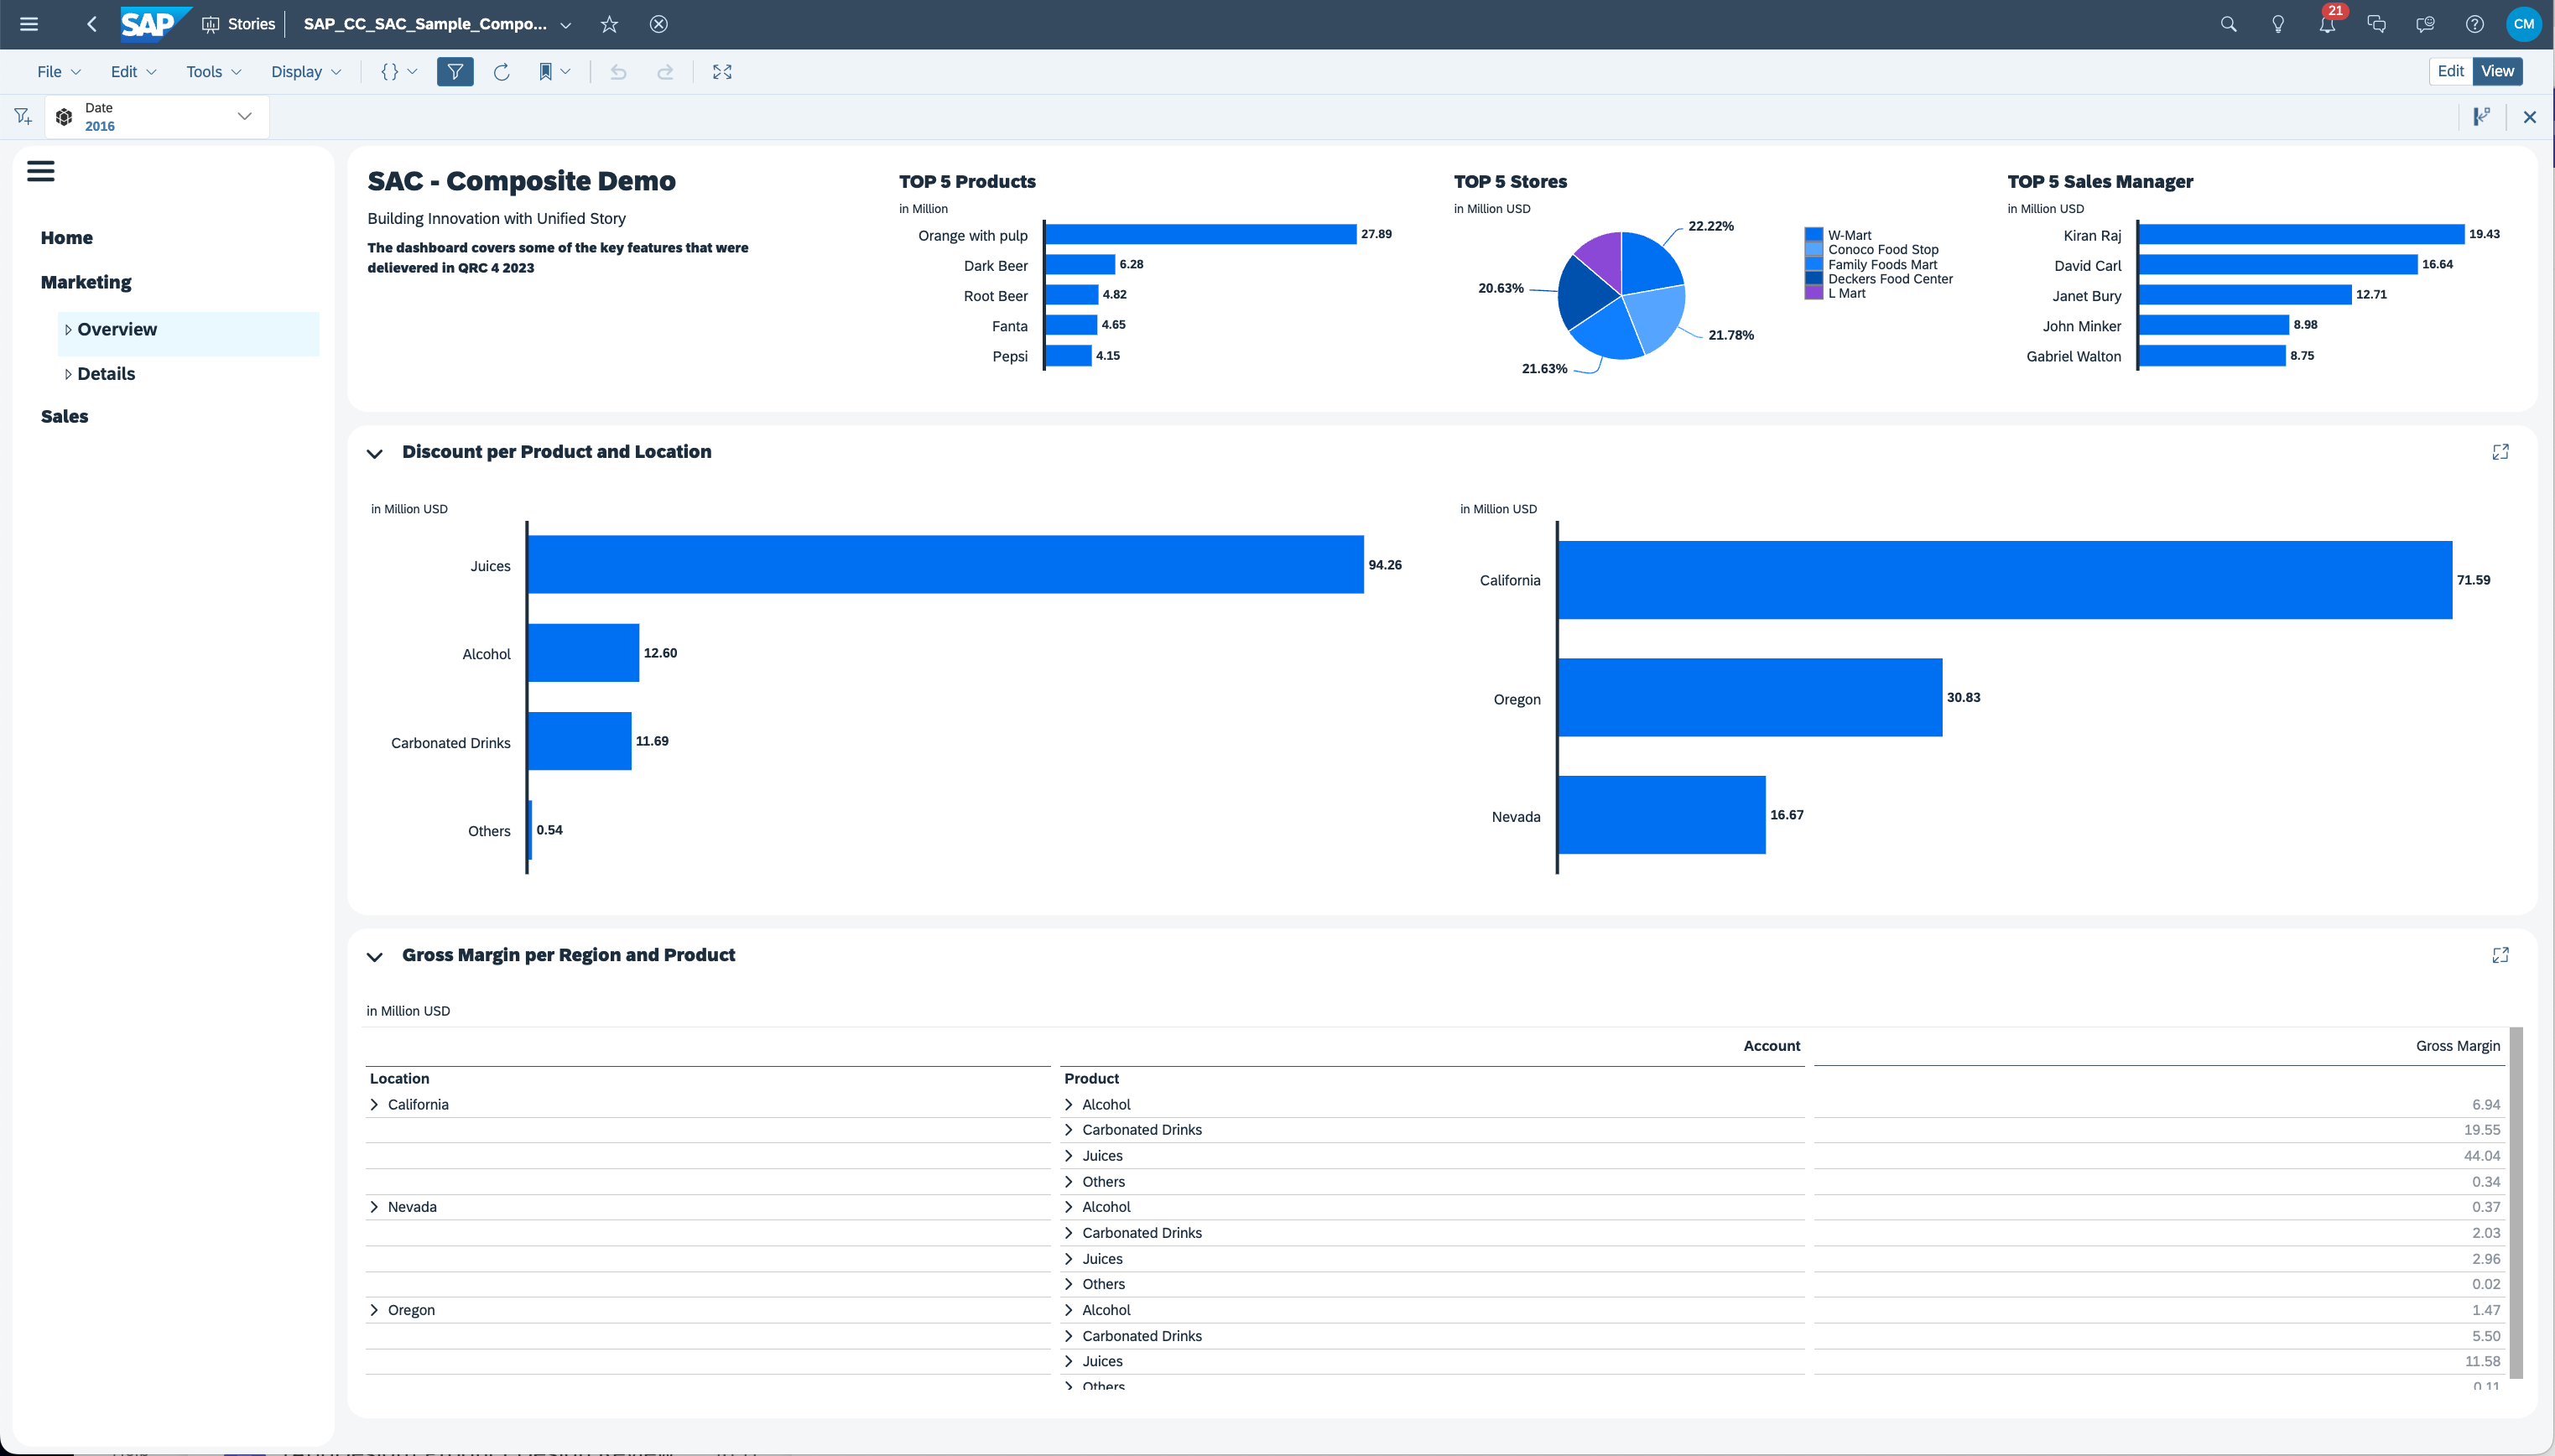 SAP Stories SAP_CC_SAC_Sample_Compo... 21 CM
File Edit Tools Display {} Edit View
Date
2016
Home
Marketing
Overview
Details
Sales
SAC - Composite Demo
Building Innovation with Unified Story
The dashboard covers some of the key features that were
delievered in QRC 4 2023
TOP 5 Products
in Million
Orange with pulp 27.89
Dark Beer 6.28
Root Beer 4.82
Fanta 4.65
Pepsi 4.15
TOP 5 Stores
in Million USD
22.22%
20.63%
21.78%
21.63%
W-Mart
Conoco Food Stop
Family Foods Mart
Deckers Food Center
L Mart
TOP 5 Sales Manager
in Million USD
Kiran Raj 19.43
David Carl 16.64
Janet Bury 12.71
John Minker 8.98
Gabriel Walton 8.75
Discount per Product and Location
in Million USD
Juices 94.26
Alcohol 12.60
Carbonated Drinks 11.69
Others 0.54
in Million USD
California 71.59
Oregon 30.83
Nevada 16.67
Gross Margin per Region and Product
in Million USD
Account Gross Margin
Location Product
California Alcohol 6.94
Carbonated Drinks 19.55
Juices 44.04
Others 0.34
Nevada Alcohol 0.37
Carbonated Drinks 2.03
Juices 2.96
Others 0.02
Oregon Alcohol 1.47
Carbonated Drinks 5.50
Juices 11.58
Others 0.11